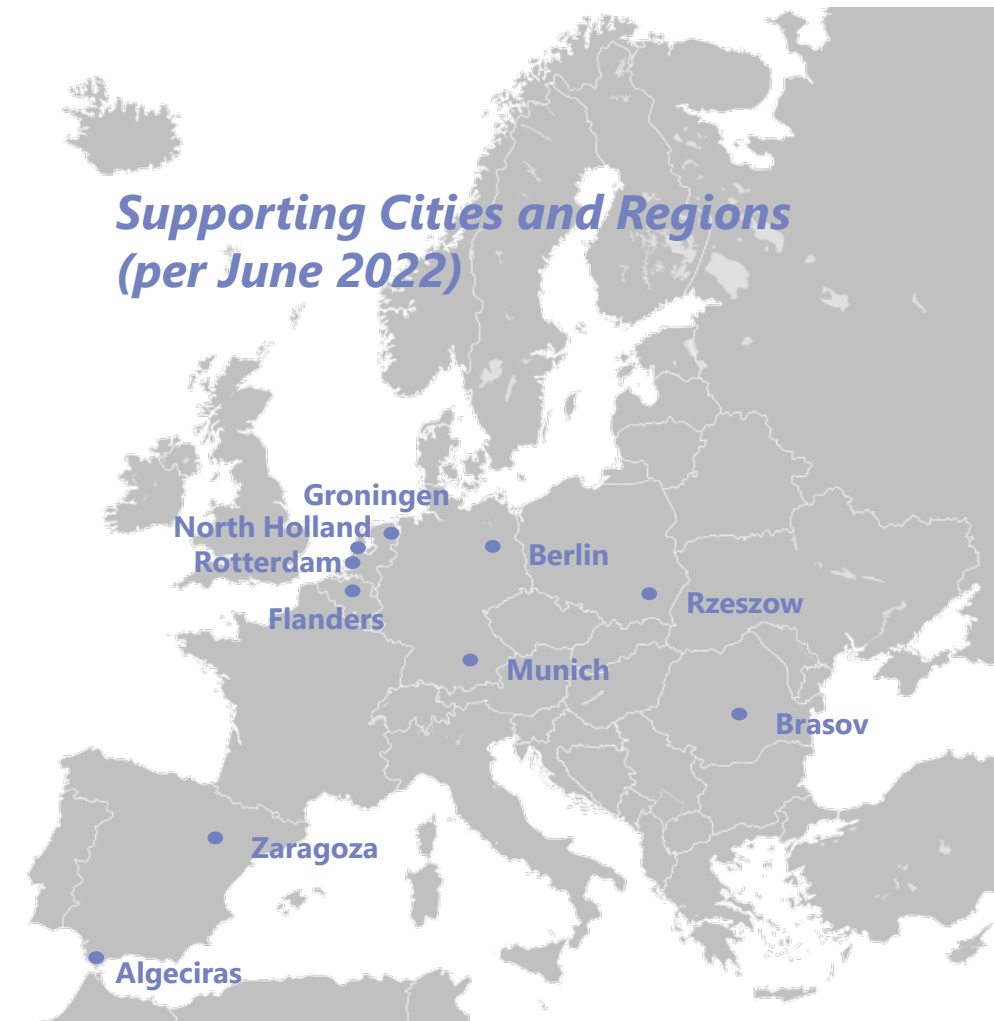 Supporting Cities and Regions
(per June 2022)
Groningen
North Holland
Rotterdam
Berlin
Flanders
Rzeszow
Munich
Brasov
Zaragoza
Algeciras